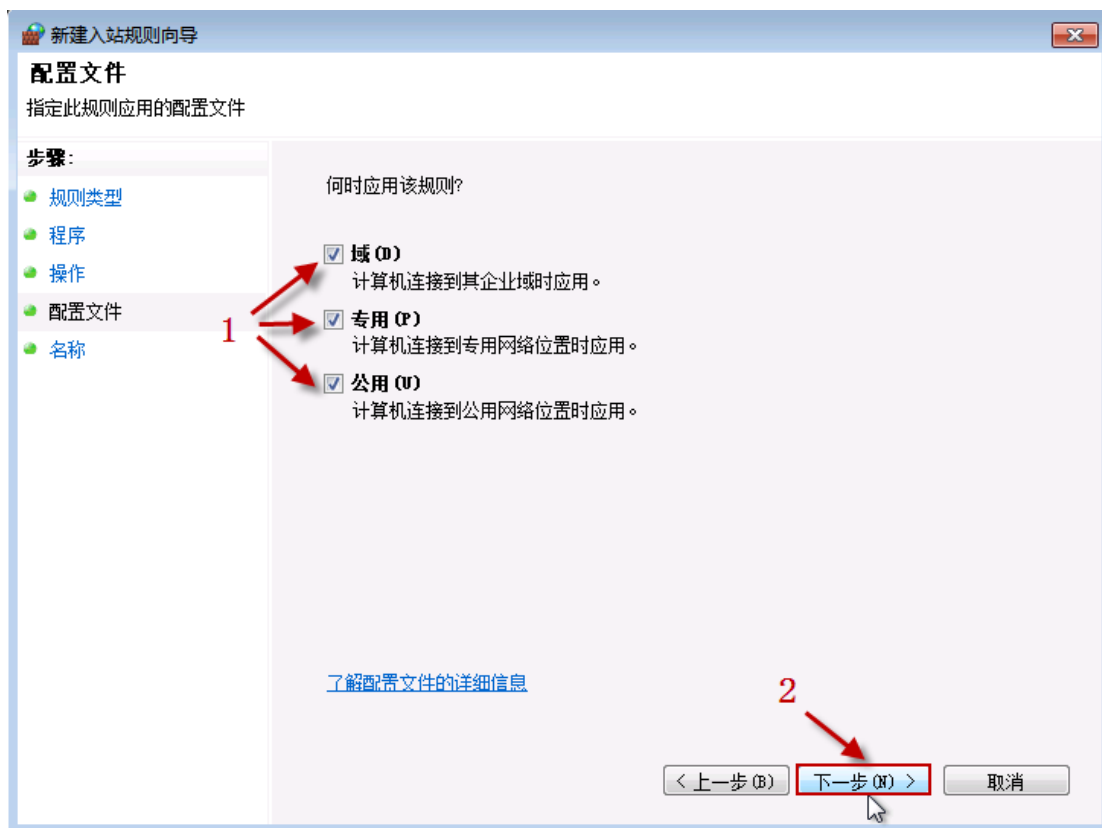 新建入站规则向导
配置文件
指定此规则应用的配置文件
步骤:
规则类型
程序
操作
配置文件
名称
何时应用该规则?
域(D)
计算机连接到其企业域时应用。
1
专用(P)
计算机连接到专用网络位置时应用。
公用(U)
计算机连接到公用网络位置时应用。
了解配置文件的详细信息
2
< 上一步(B)
下一步(N) >
取消